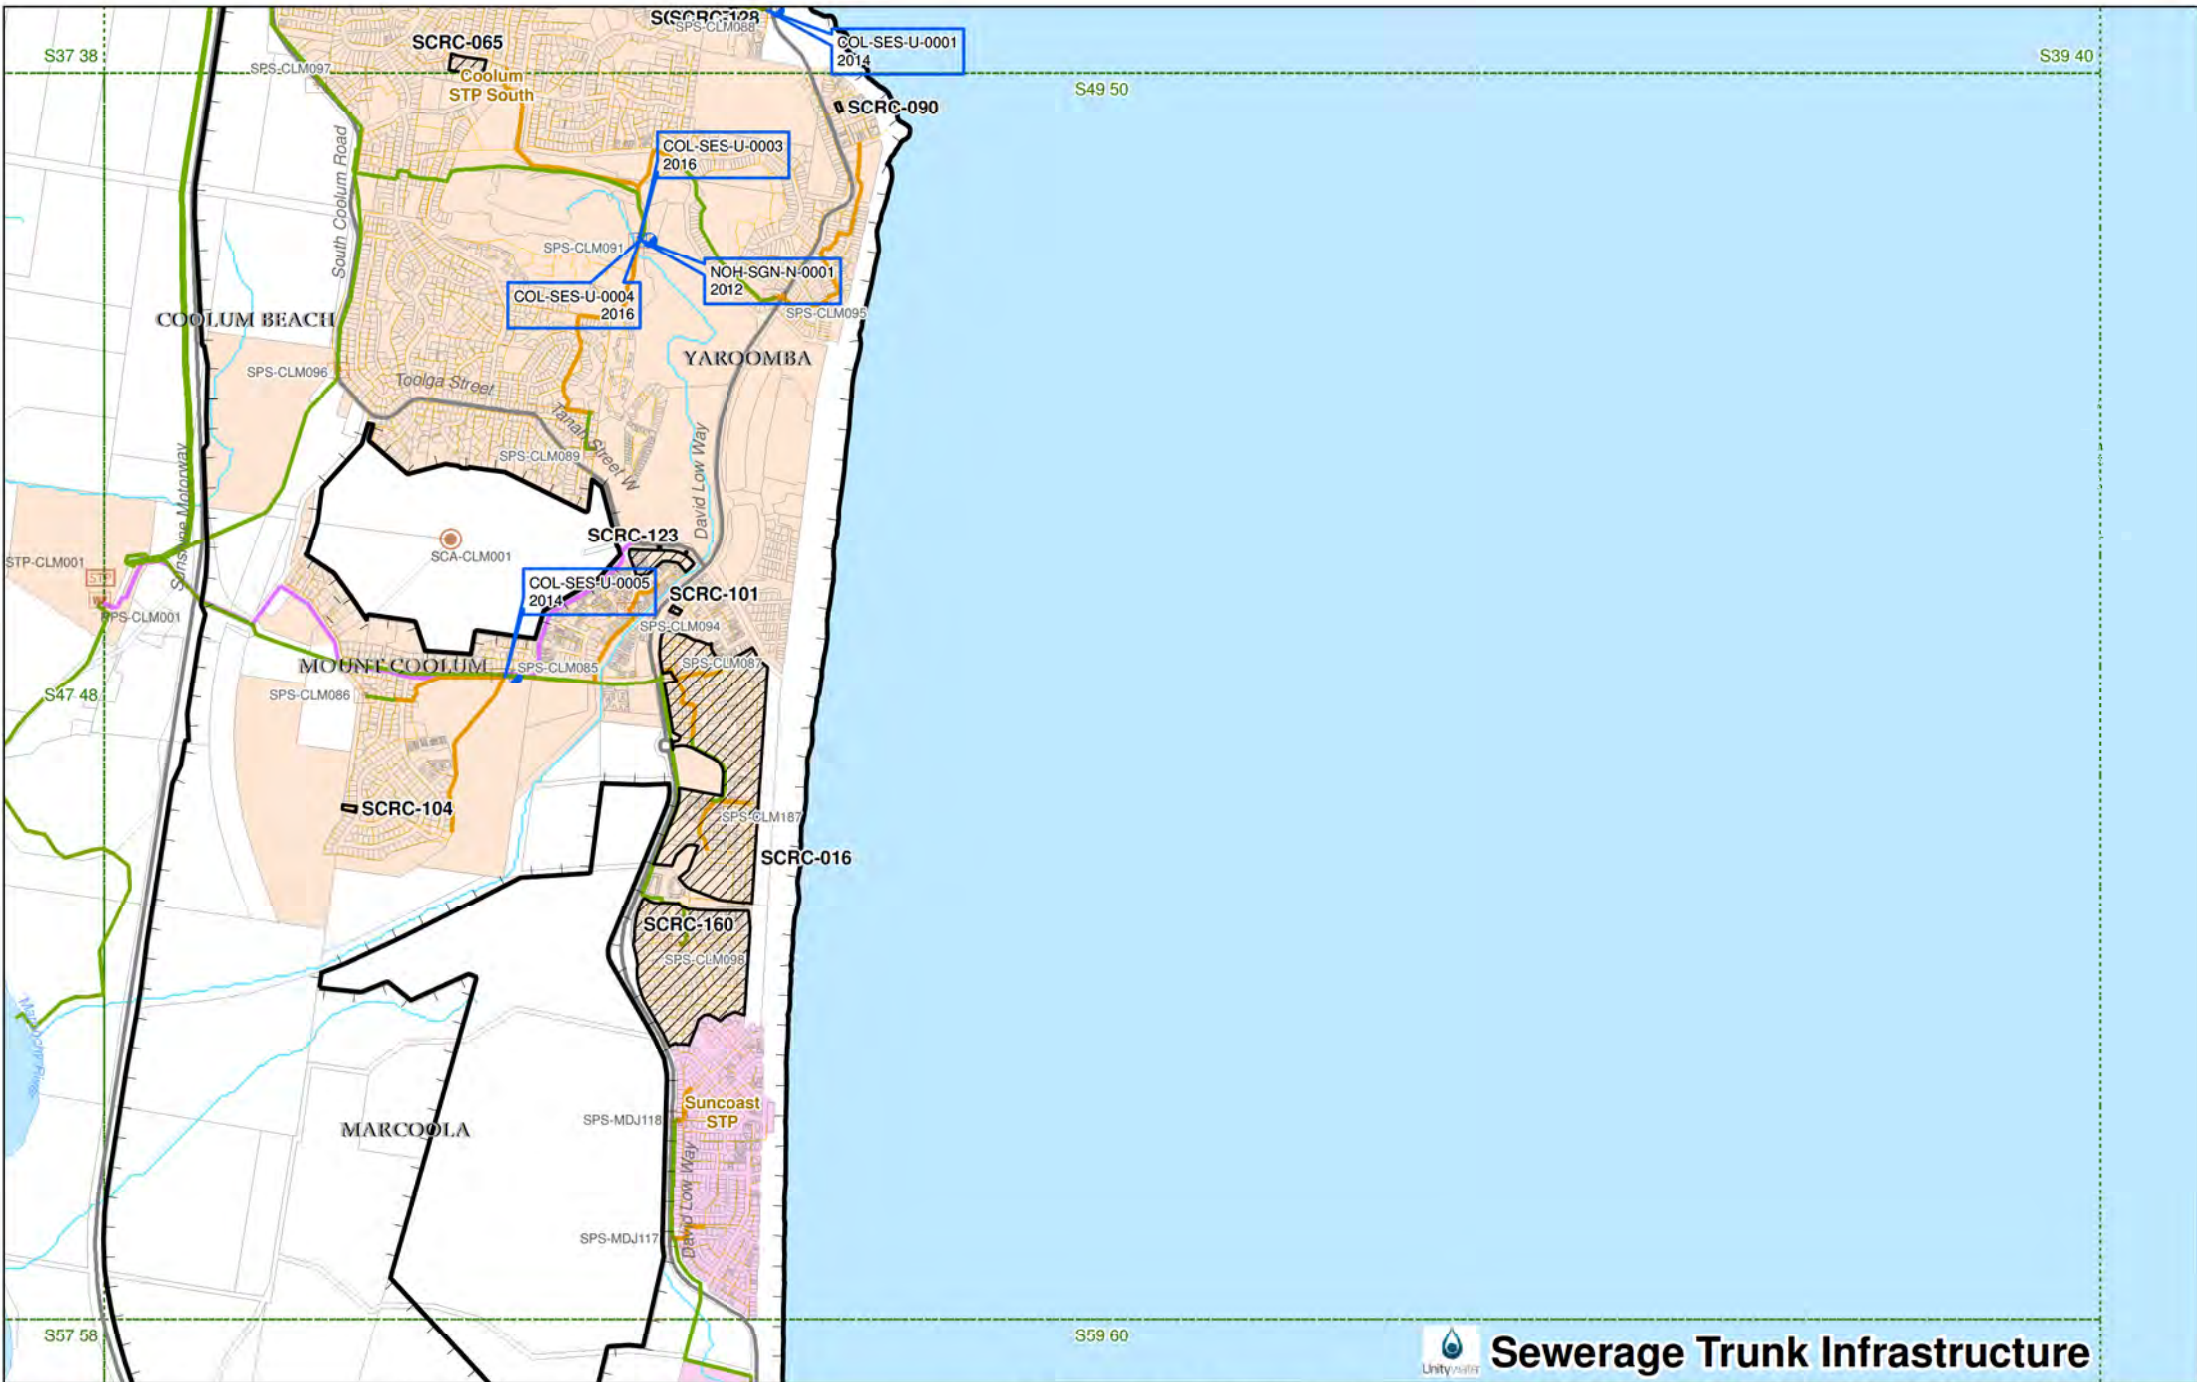 SCRC-128
SPS-CLM088
SCRC-065
COL-SES-U-0001
2014
S37 38
S39 40
SPS-CLM097
Coolum
STP South
S49 50
SCRC-090
COL-SES-U-0003
2016
South Coolum Road
SPS-CLM091
NOH-SGN-N-0001
2012
COL-SES-U-0004
2016
SPS-CLM095
COOLUM BEACH
YAROOMBA
SPS-CLM096
Toolga Street
Tanah Street W
David Low Way
SPS-CLM089
Sunshine Motorway
SCRC-123
SCA-CLM001
STP-CLM001
STP
COL-SES-U-0005
2014
SCRC-101
RPS-CLM001
SPS-CLM094
MOUNT COOLUM
SPS-CLM085
SPS-CLM087
S47 48
SPS-CLM086
SCRC-104
SPS-CLM187
SCRC-016
SCRC-160
SPS-CLM098
Maroochy River
Suncoast
STP
SPS-MDJ118
MARCOOLA
David Low Way
SPS-MDJ117
S57 58
S59 60
Unitywater
Sewerage Trunk Infrastructure